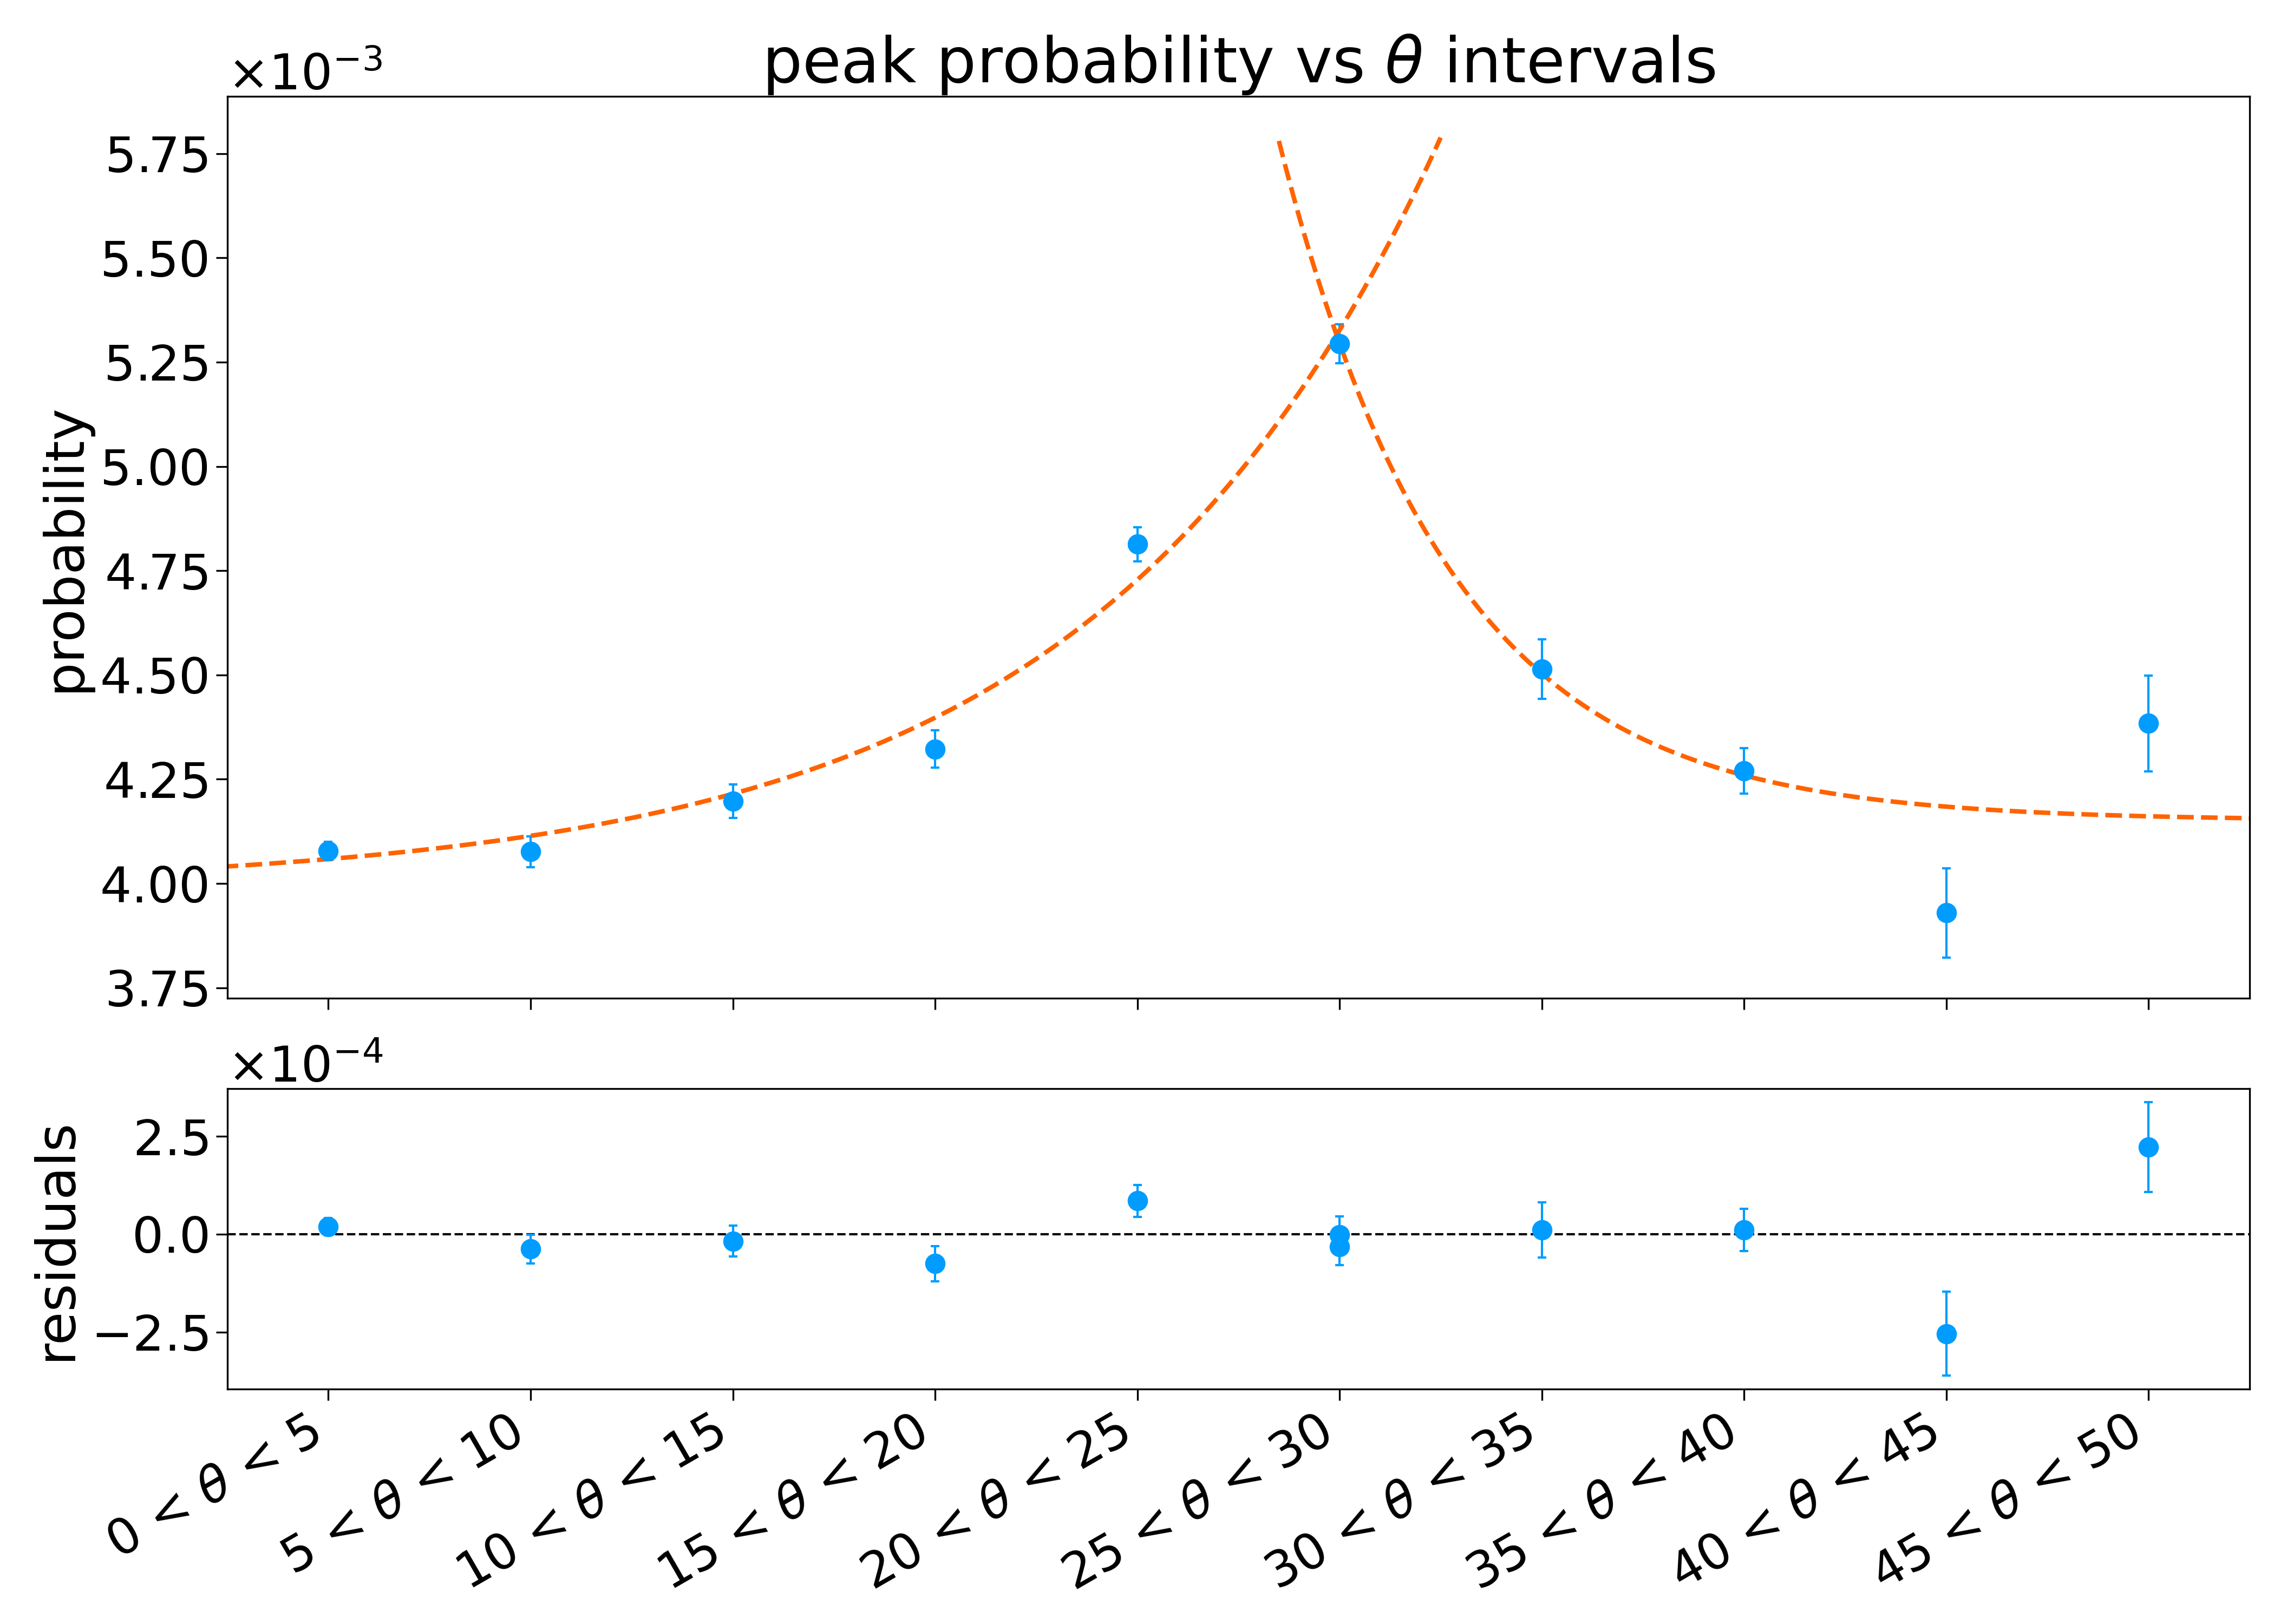 peak probability vs θ intervals
×10⁻³
probability
5.75
5.50
5.25
5.00
4.75
4.50
4.25
4.00
3.75
×10⁻⁴
residuals
2.5
0.0
−2.5
0 < θ < 5
5 < θ < 10
10 < θ < 15
15 < θ < 20
20 < θ < 25
25 < θ < 30
30 < θ < 35
35 < θ < 40
40 < θ < 45
45 < θ < 50